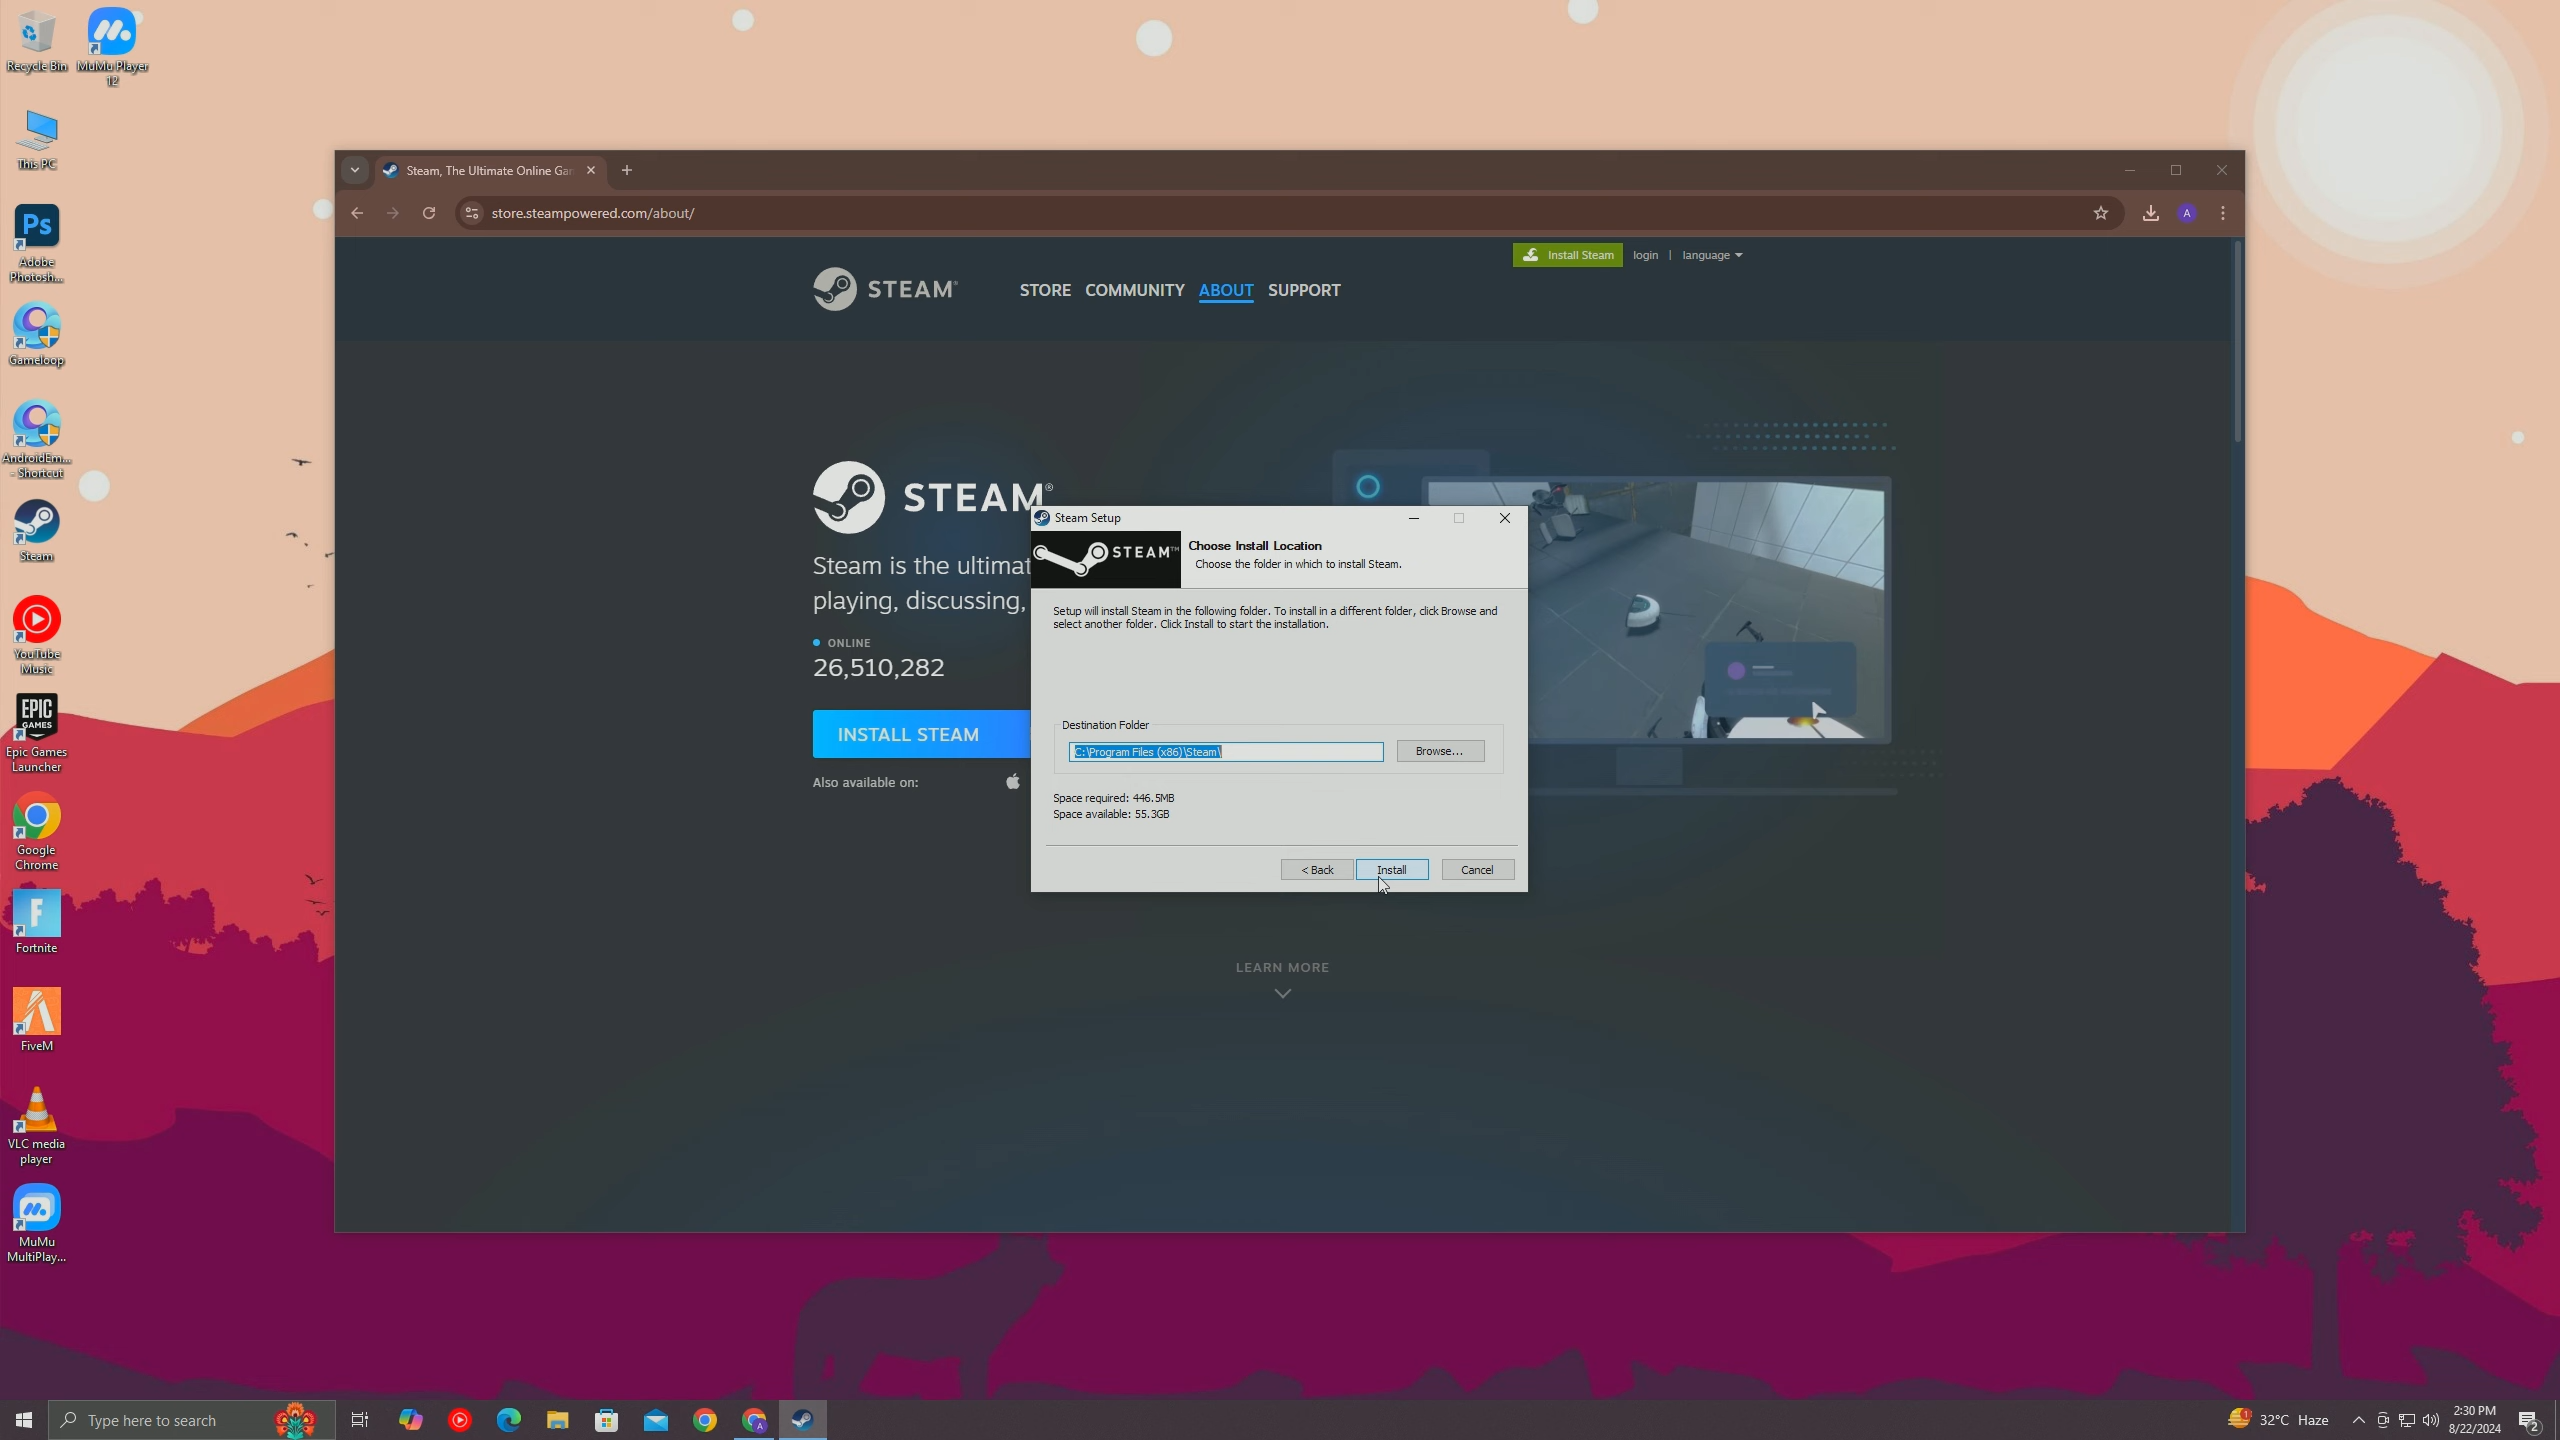 Recycle Bin
MuMu Player
12
This PC
Ps
Adobe
Photosh...
Gameloop
AndroidEm...
- Shortcut
Steam
YouTube
Music
EPIC
GAMES
Epic Games
Launcher
Google
Chrome
Fortnite
FiveM
VLC media
player
MuMu
MultiPlay...
Steam, The Ultimate Online Gar
store.steampowered.com/about/
A
Install Steam
login | language
STEAM®
STORE COMMUNITY ABOUT SUPPORT
STEAM®
Steam is the ultimat
playing, discussing,
ONLINE
26,510,282
INSTALL STEAM
Also available on:
LEARN MORE
Steam Setup
STEAM™
Choose Install Location
Choose the folder in which to install Steam.
Setup will install Steam in the following folder. To install in a different folder, click Browse and
select another folder. Click Install to start the installation.
Destination Folder
C:\Program Files (x86)\Steam\
Browse...
Space required: 446.5MB
Space available: 55.3GB
< Back
Install
Cancel
Type here to search
A
1
32°C Haze
2:30 PM
8/22/2024
2